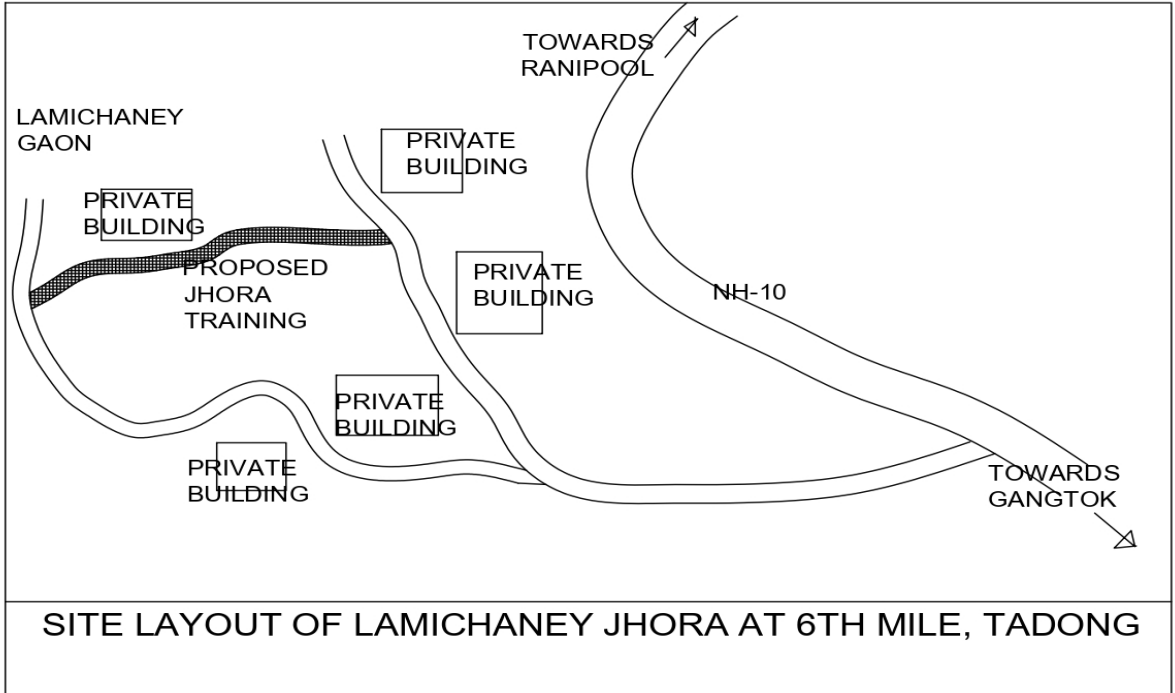 TOWARDS
RANIPOOL
LAMICHANEY
GAON
PRIVATE
BUILDING
PRIVATE
BUILDING
PROPOSED
JHORA
TRAINING
PRIVATE
BUILDING
NH-10
PRIVATE
BUILDING
PRIVATE
BUILDING
TOWARDS
GANGTOK
SITE LAYOUT OF LAMICHANEY JHORA AT 6TH MILE, TADONG